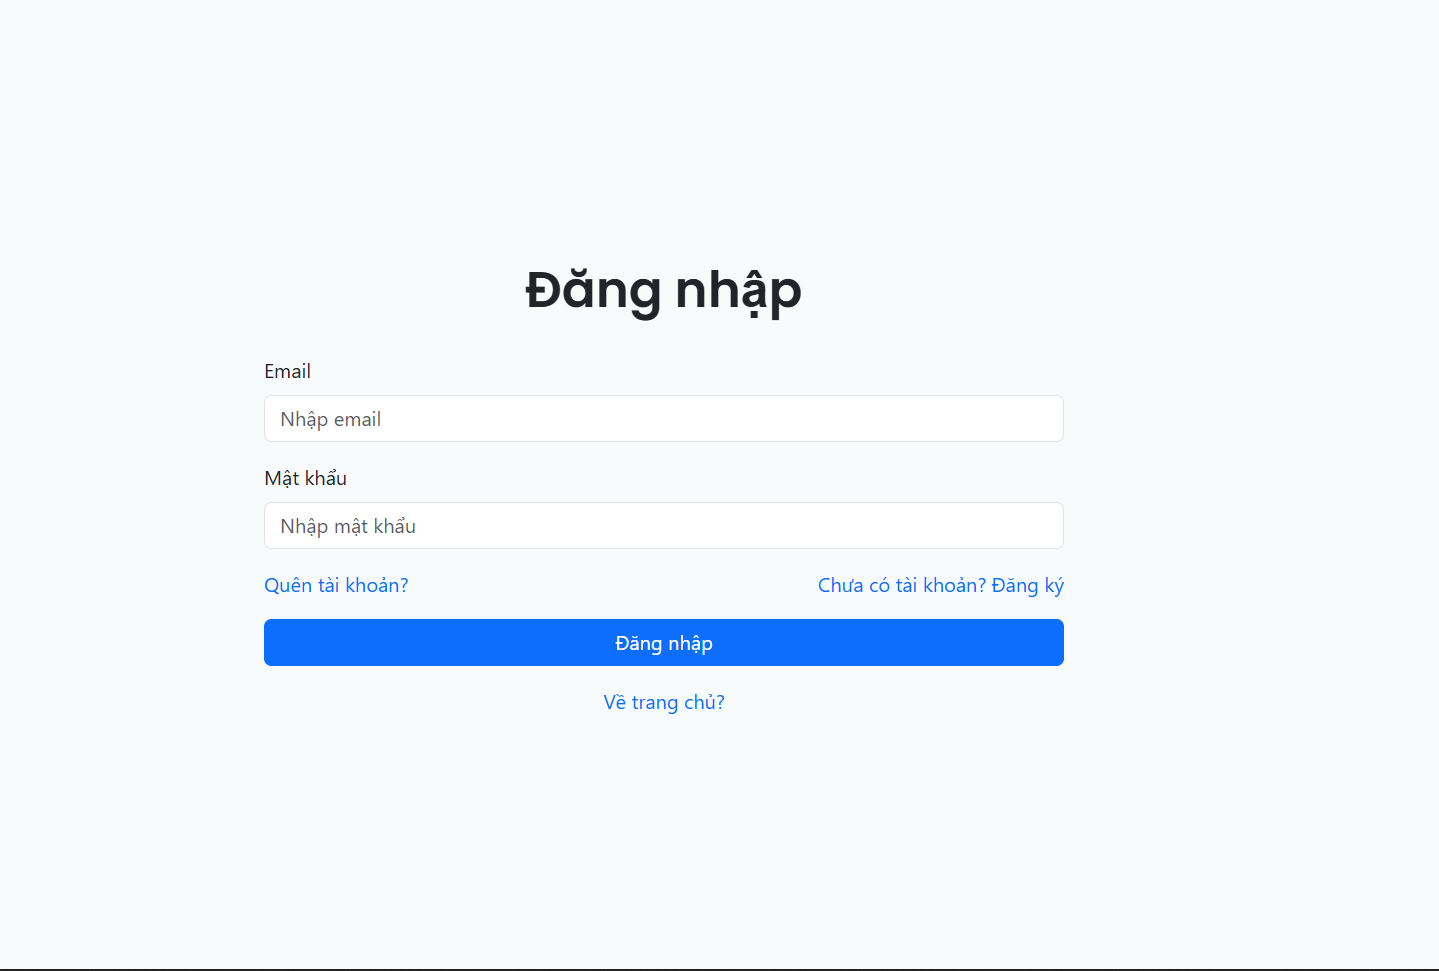 Đăng nhập
Email
Nhập email
Mật khẩu
Nhập mật khẩu
Quên tài khoản? Chưa có tài khoản? Đăng ký
Đăng nhập
Về trang chủ?